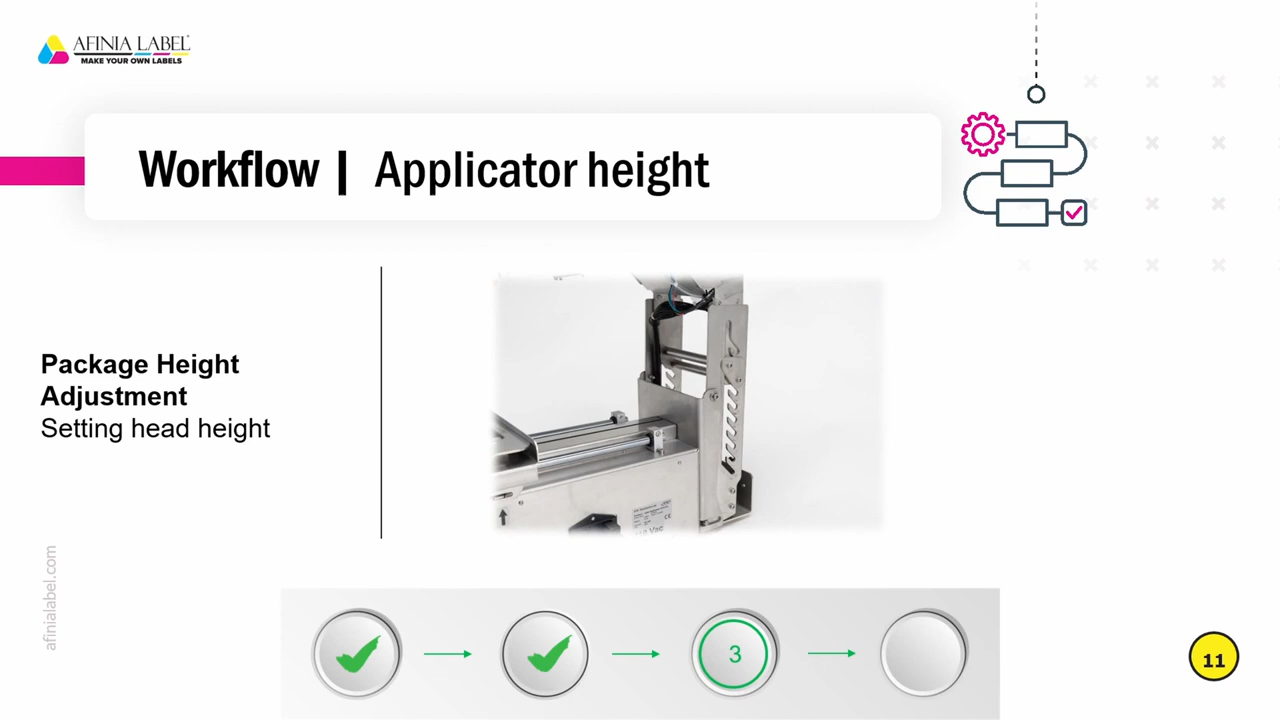 AFINIA LABEL
MAKE YOUR OWN LABELS
Workflow | Applicator height
Package Height
Adjustment
Setting head height
afinialabel.com
3
11